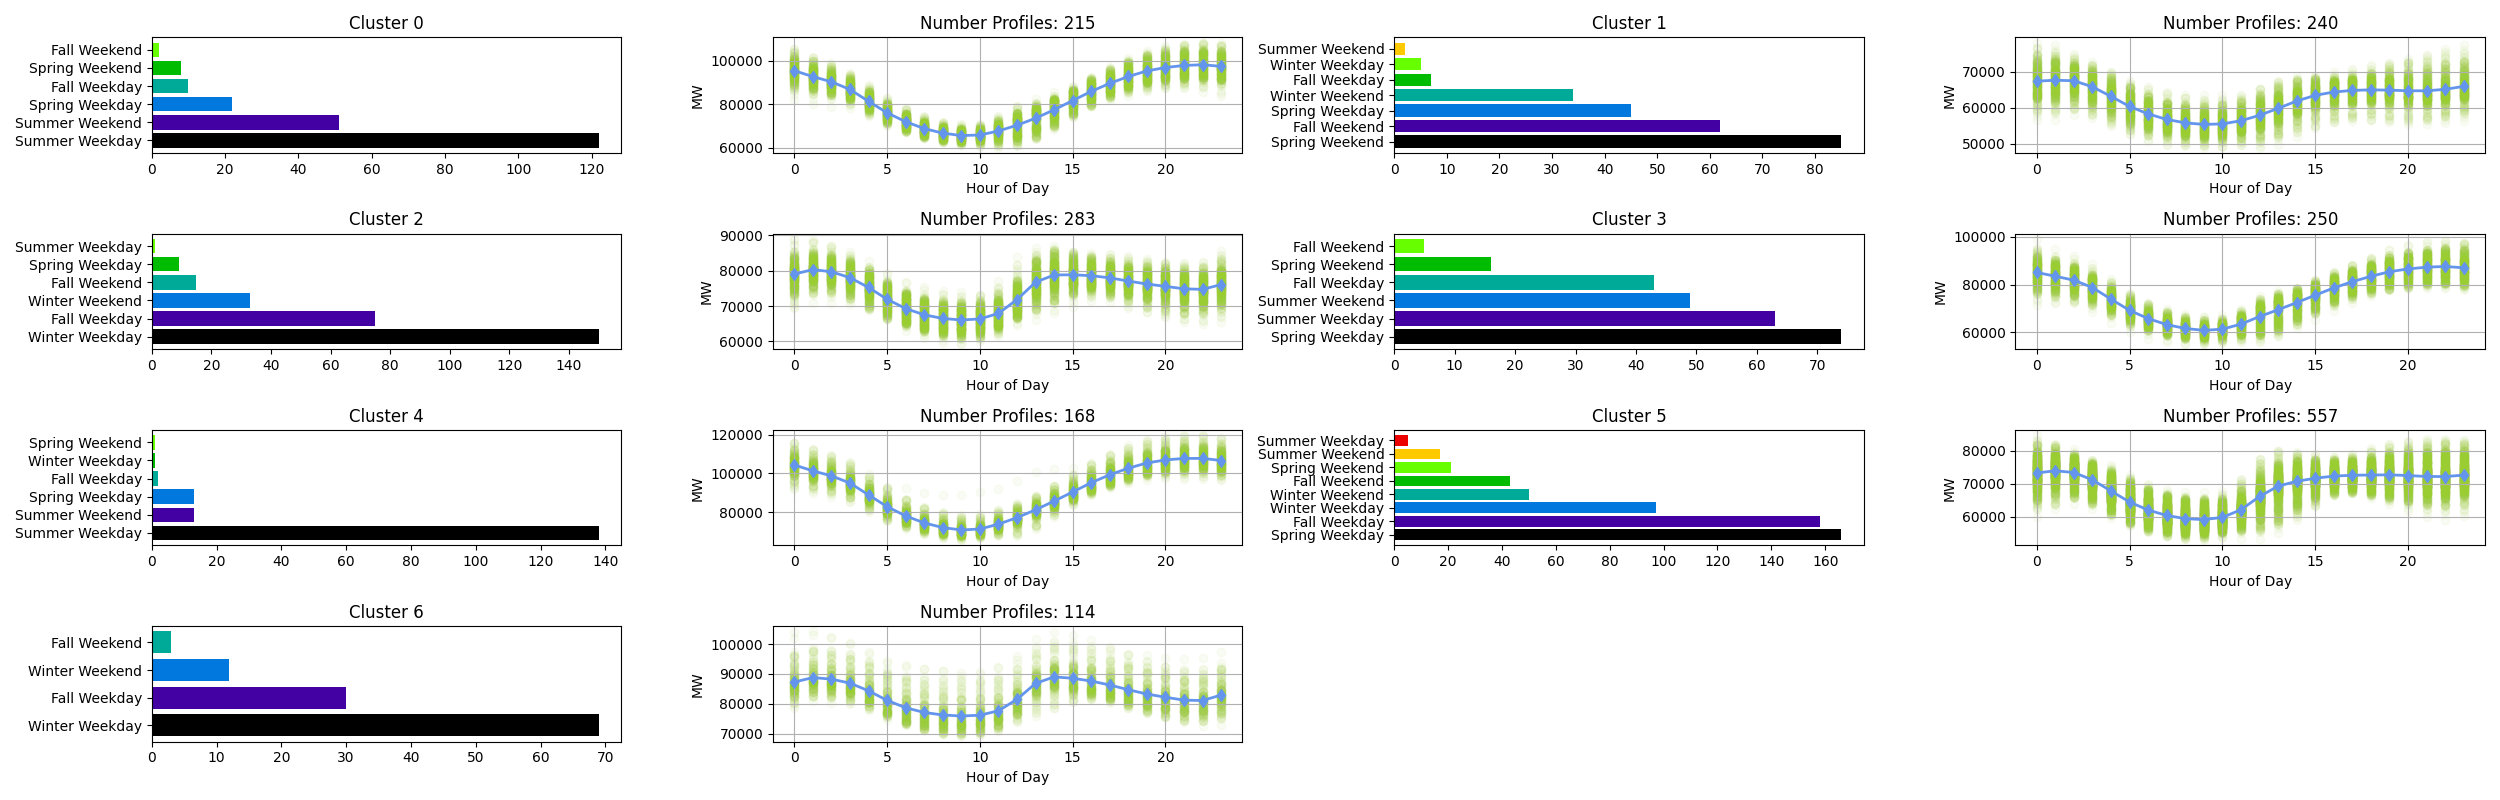 Cluster 0
Fall Weekend
Spring Weekend
Fall Weekday
Spring Weekday
Summer Weekend
Summer Weekday
0 20 40 60 80 100 120
Number Profiles: 215
MW
100000
80000
60000
0 5 10 15 20
Hour of Day
Cluster 1
Summer Weekend
Winter Weekday
Fall Weekday
Winter Weekend
Spring Weekday
Fall Weekend
Spring Weekend
0 10 20 30 40 50 60 70 80
Number Profiles: 240
MW
70000
60000
50000
0 5 10 15 20
Hour of Day
Cluster 2
Summer Weekday
Spring Weekday
Fall Weekend
Winter Weekend
Fall Weekday
Winter Weekday
0 20 40 60 80 100 120 140
Number Profiles: 283
MW
90000
80000
70000
60000
0 5 10 15 20
Hour of Day
Cluster 3
Fall Weekend
Spring Weekend
Fall Weekday
Summer Weekend
Summer Weekday
Spring Weekday
0 10 20 30 40 50 60 70
Number Profiles: 250
MW
100000
80000
60000
0 5 10 15 20
Hour of Day
Cluster 4
Spring Weekend
Winter Weekday
Fall Weekday
Spring Weekday
Summer Weekend
Summer Weekday
0 20 40 60 80 100 120 140
Number Profiles: 168
MW
120000
100000
80000
0 5 10 15 20
Hour of Day
Cluster 5
Summer Weekday
Summer Weekend
Spring Weekend
Fall Weekend
Winter Weekend
Winter Weekday
Fall Weekday
Spring Weekday
0 20 40 60 80 100 120 140 160
Number Profiles: 557
MW
80000
70000
60000
0 5 10 15 20
Hour of Day
Cluster 6
Fall Weekend
Winter Weekend
Fall Weekday
Winter Weekday
0 10 20 30 40 50 60 70
Number Profiles: 114
MW
100000
90000
80000
70000
0 5 10 15 20
Hour of Day